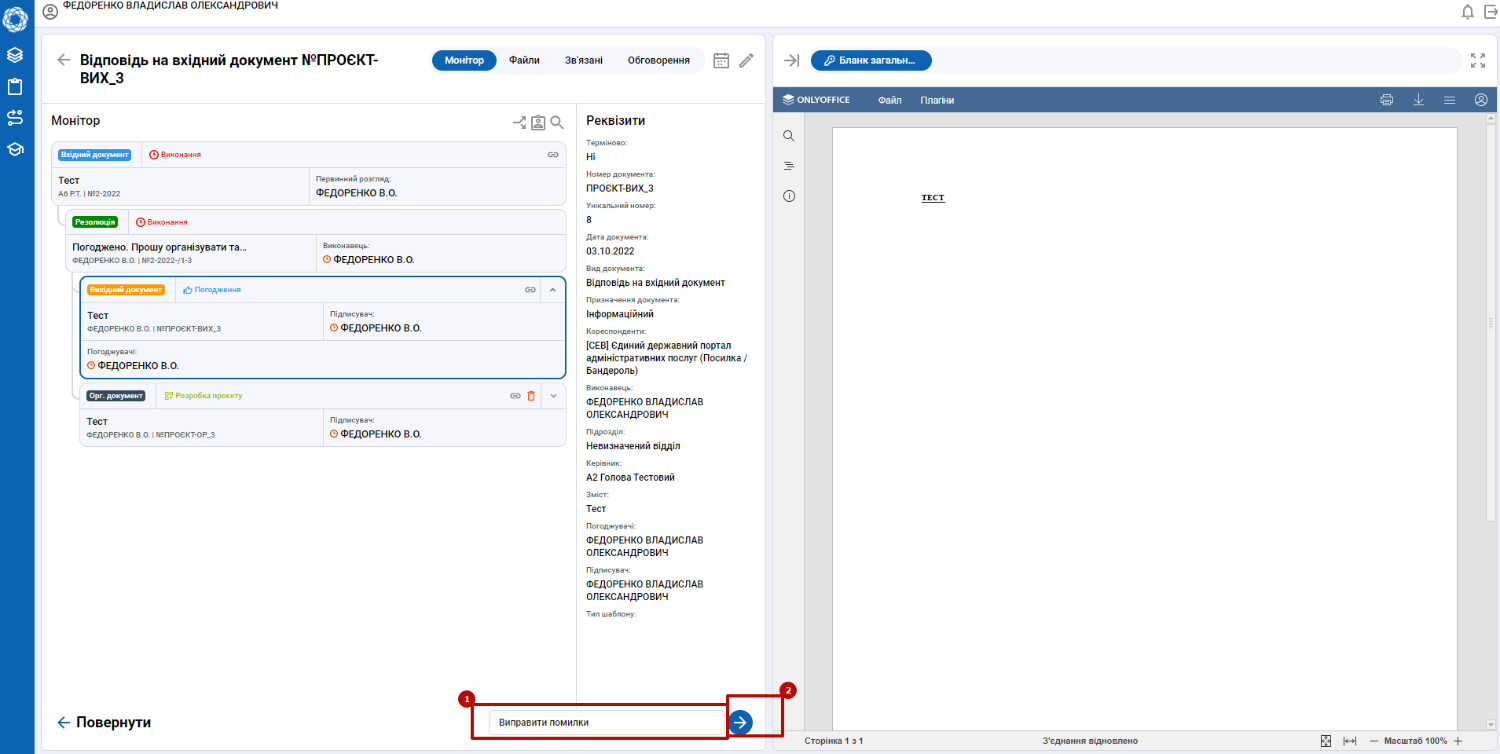 ФЕДОРЕНКО ВЛАДИСЛАВ ОЛЕКСАНДРОВИЧ
Відповідь на вхідний документ №ПРОЄКТ-
ВИХ_3
Монітор
Файли
Зв'язані
Обговорення
Монітор
Вхідний документ
Виконання
Тест
Аб Р.Т. | №2-2022
Первинний розгляд:
ФЕДОРЕНКО В.О.
Резолюція
Виконання
Погоджено. Прошу організувати та...
ФЕДОРЕНКО В.О. | №2-2022-/1-3
Виконавець:
ФЕДОРЕНКО В.О.
Вихідний документ
Погодження
Тест
ФЕДОРЕНКО В.О. | №ПРОЄКТ-ВИХ_3
Підписувач:
ФЕДОРЕНКО В.О.
Погоджувачі:
ФЕДОРЕНКО В.О.
Орг. документ
Розробка проєкту
Тест
ФЕДОРЕНКО В.О. | №ПРОЄКТ-ОР_3
Підписувач:
ФЕДОРЕНКО В.О.
Реквізити
Терміново:
Ні
Номер документа:
ПРОЄКТ-ВИХ_3
Унікальний номер:
8
Дата документа:
03.10.2022
Вид документа:
Відповідь на вхідний документ
Призначення документа:
Інформаційний
Кореспонденти:
[СЕВ] Єдиний державний портал
адміністративних послуг (Посилка /
Бандероль)
Виконавець:
ФЕДОРЕНКО ВЛАДИСЛАВ
ОЛЕКСАНДРОВИЧ
Підрозділ:
Невизначений відділ
Керівник:
А2 Голова Тестовий
Зміст:
Тест
Погоджувачі:
ФЕДОРЕНКО ВЛАДИСЛАВ
ОЛЕКСАНДРОВИЧ
Підписувач:
ФЕДОРЕНКО ВЛАДИСЛАВ
ОЛЕКСАНДРОВИЧ
Тип шаблону:
1
2
Повернути
Виправити помилки
Бланк загальн...
ONLYOFFICE
Файл
Плагіни
ТЕСТ
Сторінка 1 з 1
З'єднання відновлено
Масштаб 100%